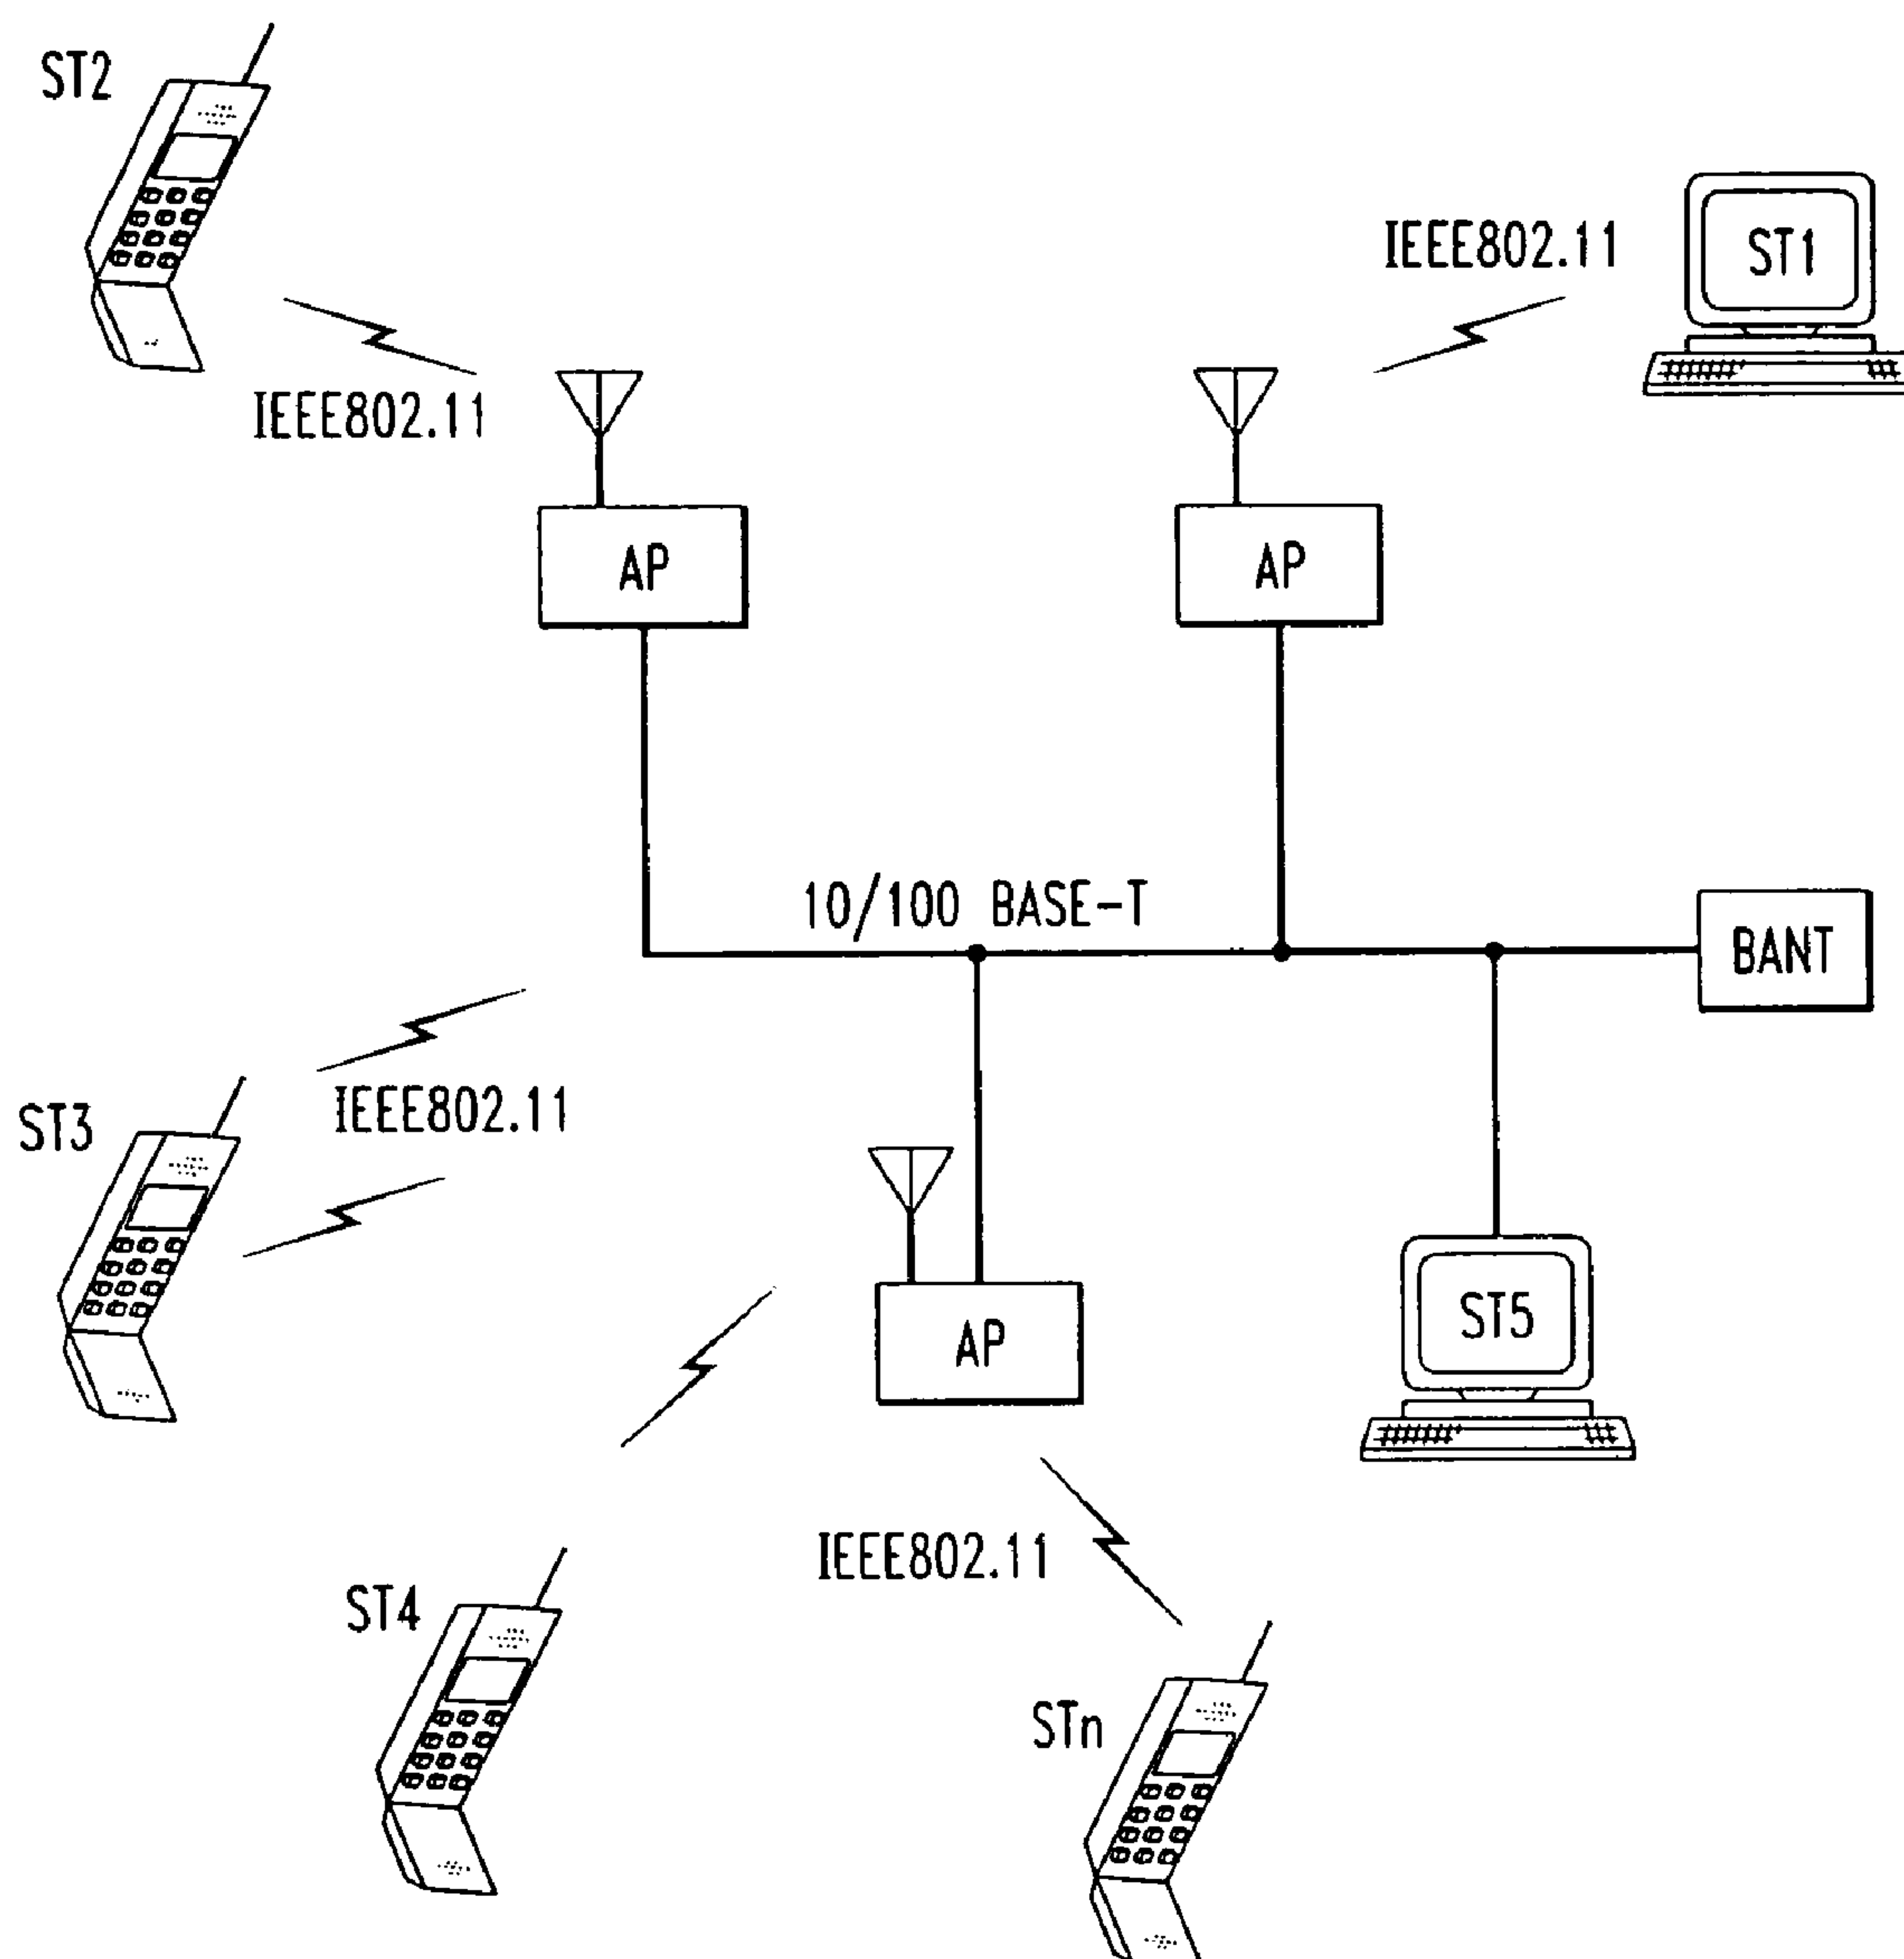 ST2
IEEE802.11
ST1
IEEE802.11
AP
AP
10/100 BASE-T
BANT
ST3
IEEE802.11
AP
ST5
IEEE802.11
ST4
STn